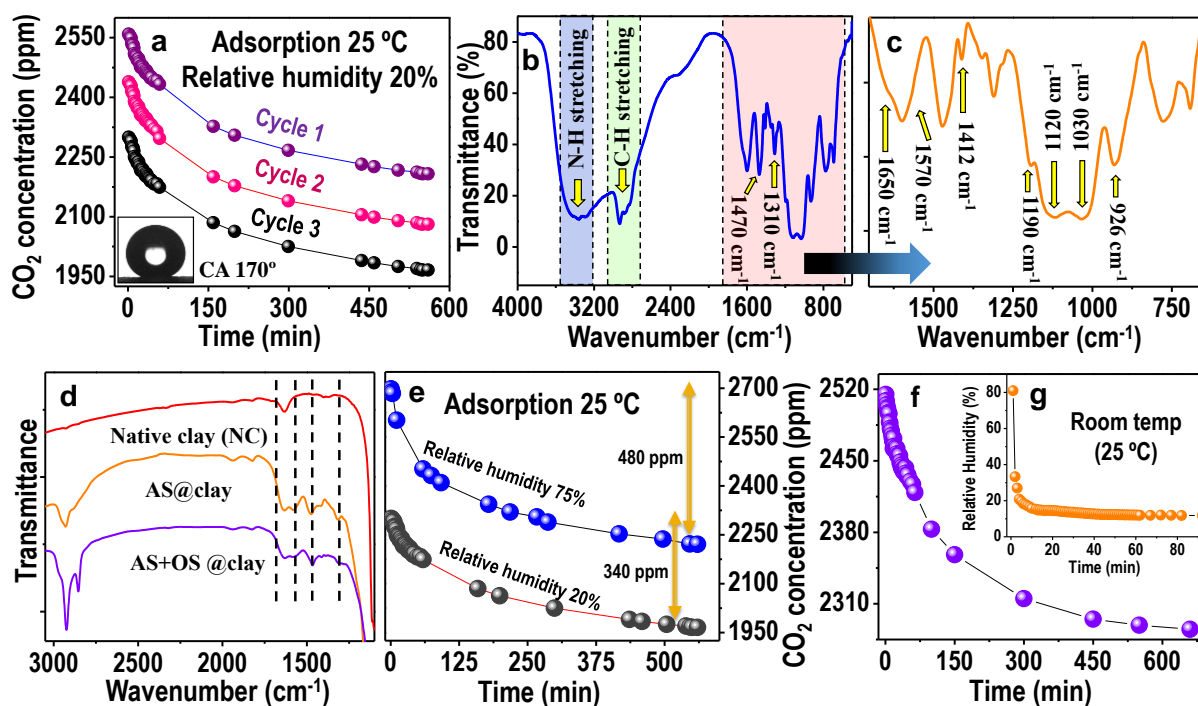 a
Adsorption 25 ºC
Relative humidity 20%
Cycle 1
Cycle 2
Cycle 3
CA 170º
CO2 concentration (ppm)
2550
2400
2250
2100
1950
0 150 300 450 600
Time (min)
b
N-H stretching
C-H stretching
1470 cm-1
1310 cm-1
Transmittance (%)
80
60
40
20
0
4000 3200 2400 1600 800
Wavenumber (cm-1)
c
1650 cm-1
1570 cm-1
1412 cm-1
1190 cm-1
1120 cm-1
1030 cm-1
926 cm-1
1500 1250 1000 750
Wavenumber (cm-1)
d
Native clay (NC)
AS@clay
AS+OS @clay
Transmittance
3000 2500 2000 1500
Wavenumber (cm-1)
e
Adsorption 25 ºC
Relative humidity 75%
Relative humidity 20%
480 ppm
340 ppm
2700
2550
2400
2250
2100
1950
CO2 concentration (ppm)
0 125 250 375 500
Time (min)
f
2520
2450
2380
2310
0 150 300 450 600
Time (min)
g
Room temp
(25 ºC)
Relative Humidity (%)
80
60
40
20
0
0 20 40 60 80
Time (min)